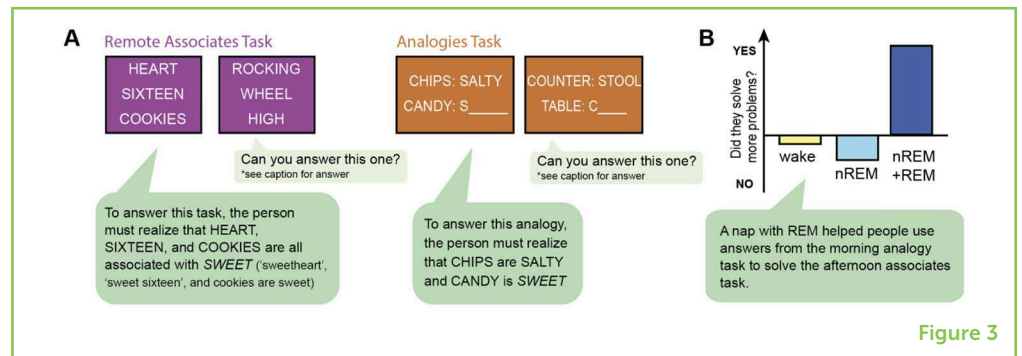 A
Remote Associates Task
HEART
SIXTEEN
COOKIES
ROCKING
WHEEL
HIGH
Can you answer this one?
*see caption for answer
To answer this task, the person
must realize that HEART,
SIXTEEN, and COOKIES are all
associated with SWEET ('sweetheart',
'sweet sixteen', and cookies are sweet)
Analogies Task
CHIPS: SALTY
CANDY: S_____
COUNTER: STOOL
TABLE: C____
Can you answer this one?
*see caption for answer
To answer this analogy,
the person must realize
that CHIPS are SALTY
and CANDY is SWEET
B
YES
Did they solve
more problems?
NO
wake
nREM
nREM
+REM
A nap with REM helped people use
answers from the morning analogy
task to solve the afternoon associates
task.
Figure 3